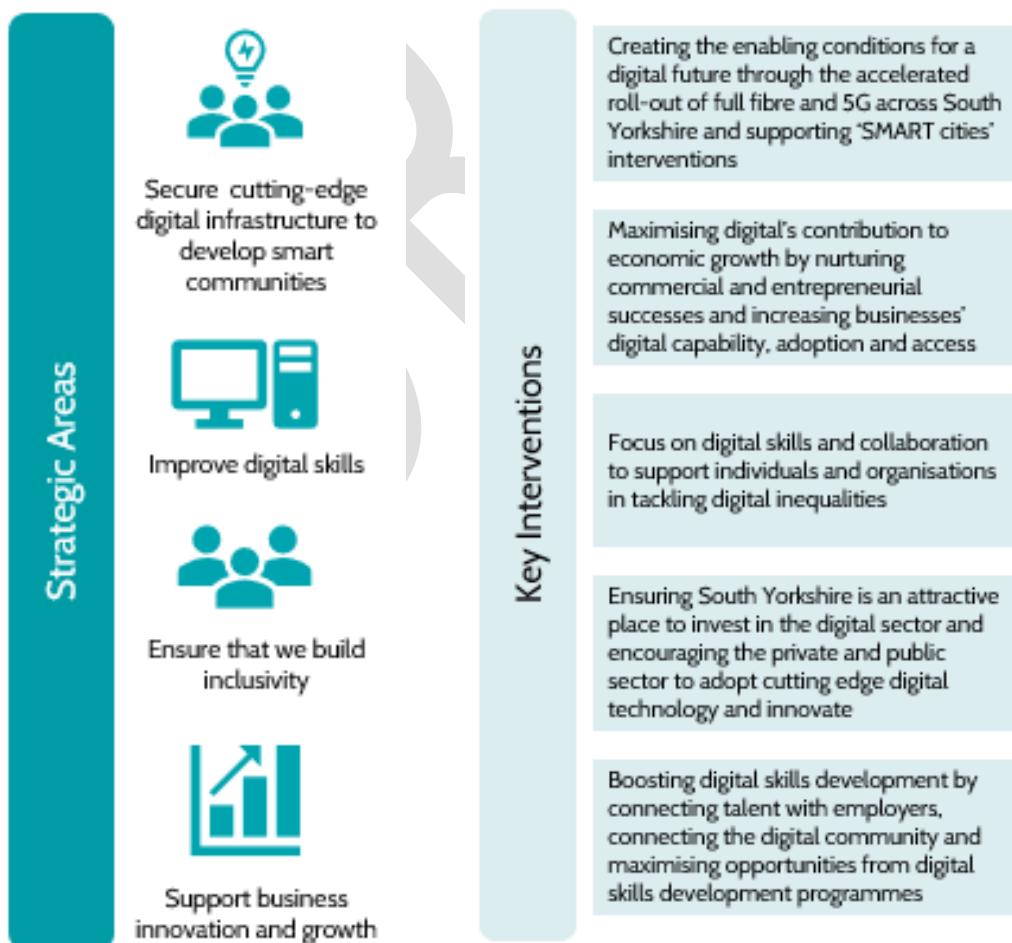 Strategic Areas
Secure cutting-edge
digital infrastructure to
develop smart
communities
Improve digital skills
Ensure that we build
inclusivity
Support business
innovation and growth
Key Interventions
Creating the enabling conditions for a
digital future through the accelerated
roll-out of full fibre and 5G across South
Yorkshire and supporting ‘SMART cities’
interventions
Maximising digital’s contribution to
economic growth by nurturing
commercial and entrepreneurial
successes and increasing businesses’
digital capability, adoption and access
Focus on digital skills and collaboration
to support individuals and organisations
in tackling digital inequalities
Ensuring South Yorkshire is an attractive
place to invest in the digital sector and
encouraging the private and public
sector to adopt cutting edge digital
technology and innovate
Boosting digital skills development by
connecting talent with employers,
connecting the digital community and
maximising opportunities from digital
skills development programmes